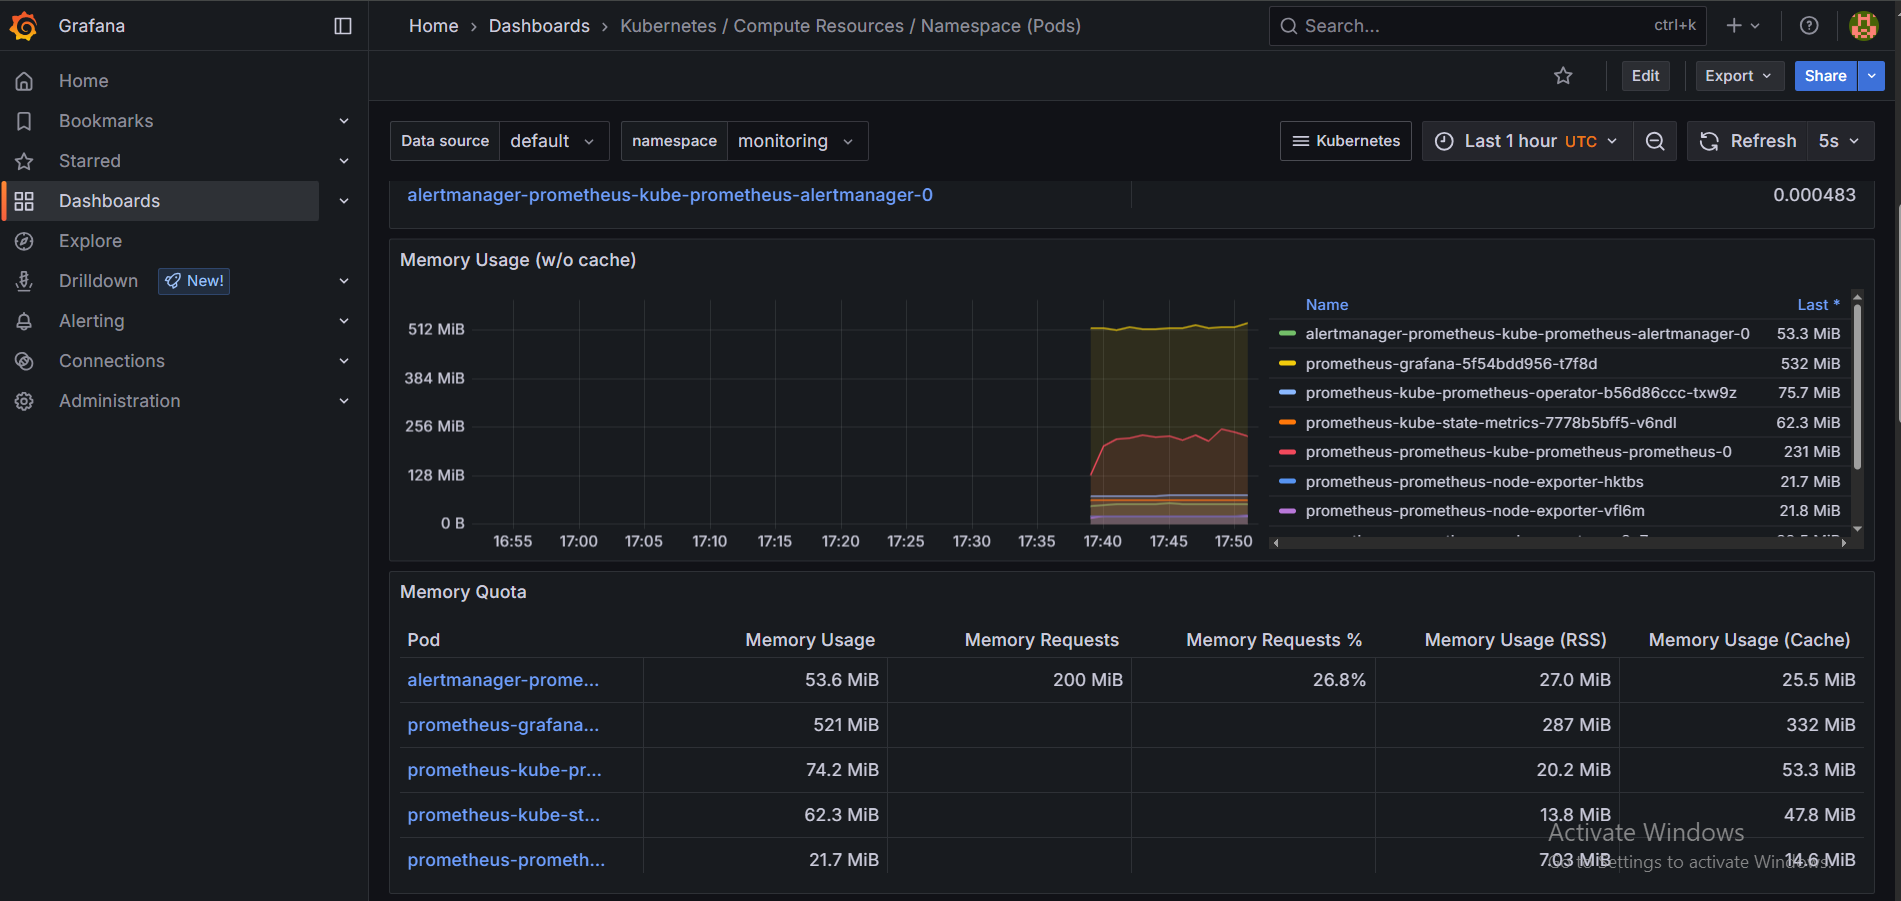 Grafana
Home › Dashboards › Kubernetes / Compute Resources / Namespace (Pods)
Search... ctrl+k
Edit Export Share
Home
Bookmarks
Starred
Dashboards
Explore
Drilldown New!
Alerting
Connections
Administration
Data source default namespace monitoring Kubernetes Last 1 hour UTC Refresh 5s
alertmanager-prometheus-kube-prometheus-alertmanager-0 0.000483
Memory Usage (w/o cache)
512 MiB
384 MiB
256 MiB
128 MiB
0 B
16:55 17:00 17:05 17:10 17:15 17:20 17:25 17:30 17:35 17:40 17:45 17:50
Name Last *
alertmanager-prometheus-kube-prometheus-alertmanager-0 53.3 MiB
prometheus-grafana-5f54bdd956-t7f8d 532 MiB
prometheus-kube-prometheus-operator-b56d86ccc-txw9z 75.7 MiB
prometheus-kube-state-metrics-7778b5bff5-v6ndl 62.3 MiB
prometheus-prometheus-kube-prometheus-prometheus-0 231 MiB
prometheus-prometheus-node-exporter-hktbs 21.7 MiB
prometheus-prometheus-node-exporter-vfl6m 21.8 MiB
Memory Quota
Pod Memory Usage Memory Requests Memory Requests % Memory Usage (RSS) Memory Usage (Cache)
alertmanager-prome... 53.6 MiB 200 MiB 26.8% 27.0 MiB 25.5 MiB
prometheus-grafana... 521 MiB 287 MiB 332 MiB
prometheus-kube-pr... 74.2 MiB 20.2 MiB 53.3 MiB
prometheus-kube-st... 62.3 MiB 13.8 MiB 47.8 MiB
prometheus-prometh... 21.7 MiB 7.03 MiB 14.6 MiB
Activate Windows
Go to Settings to activate Windows.